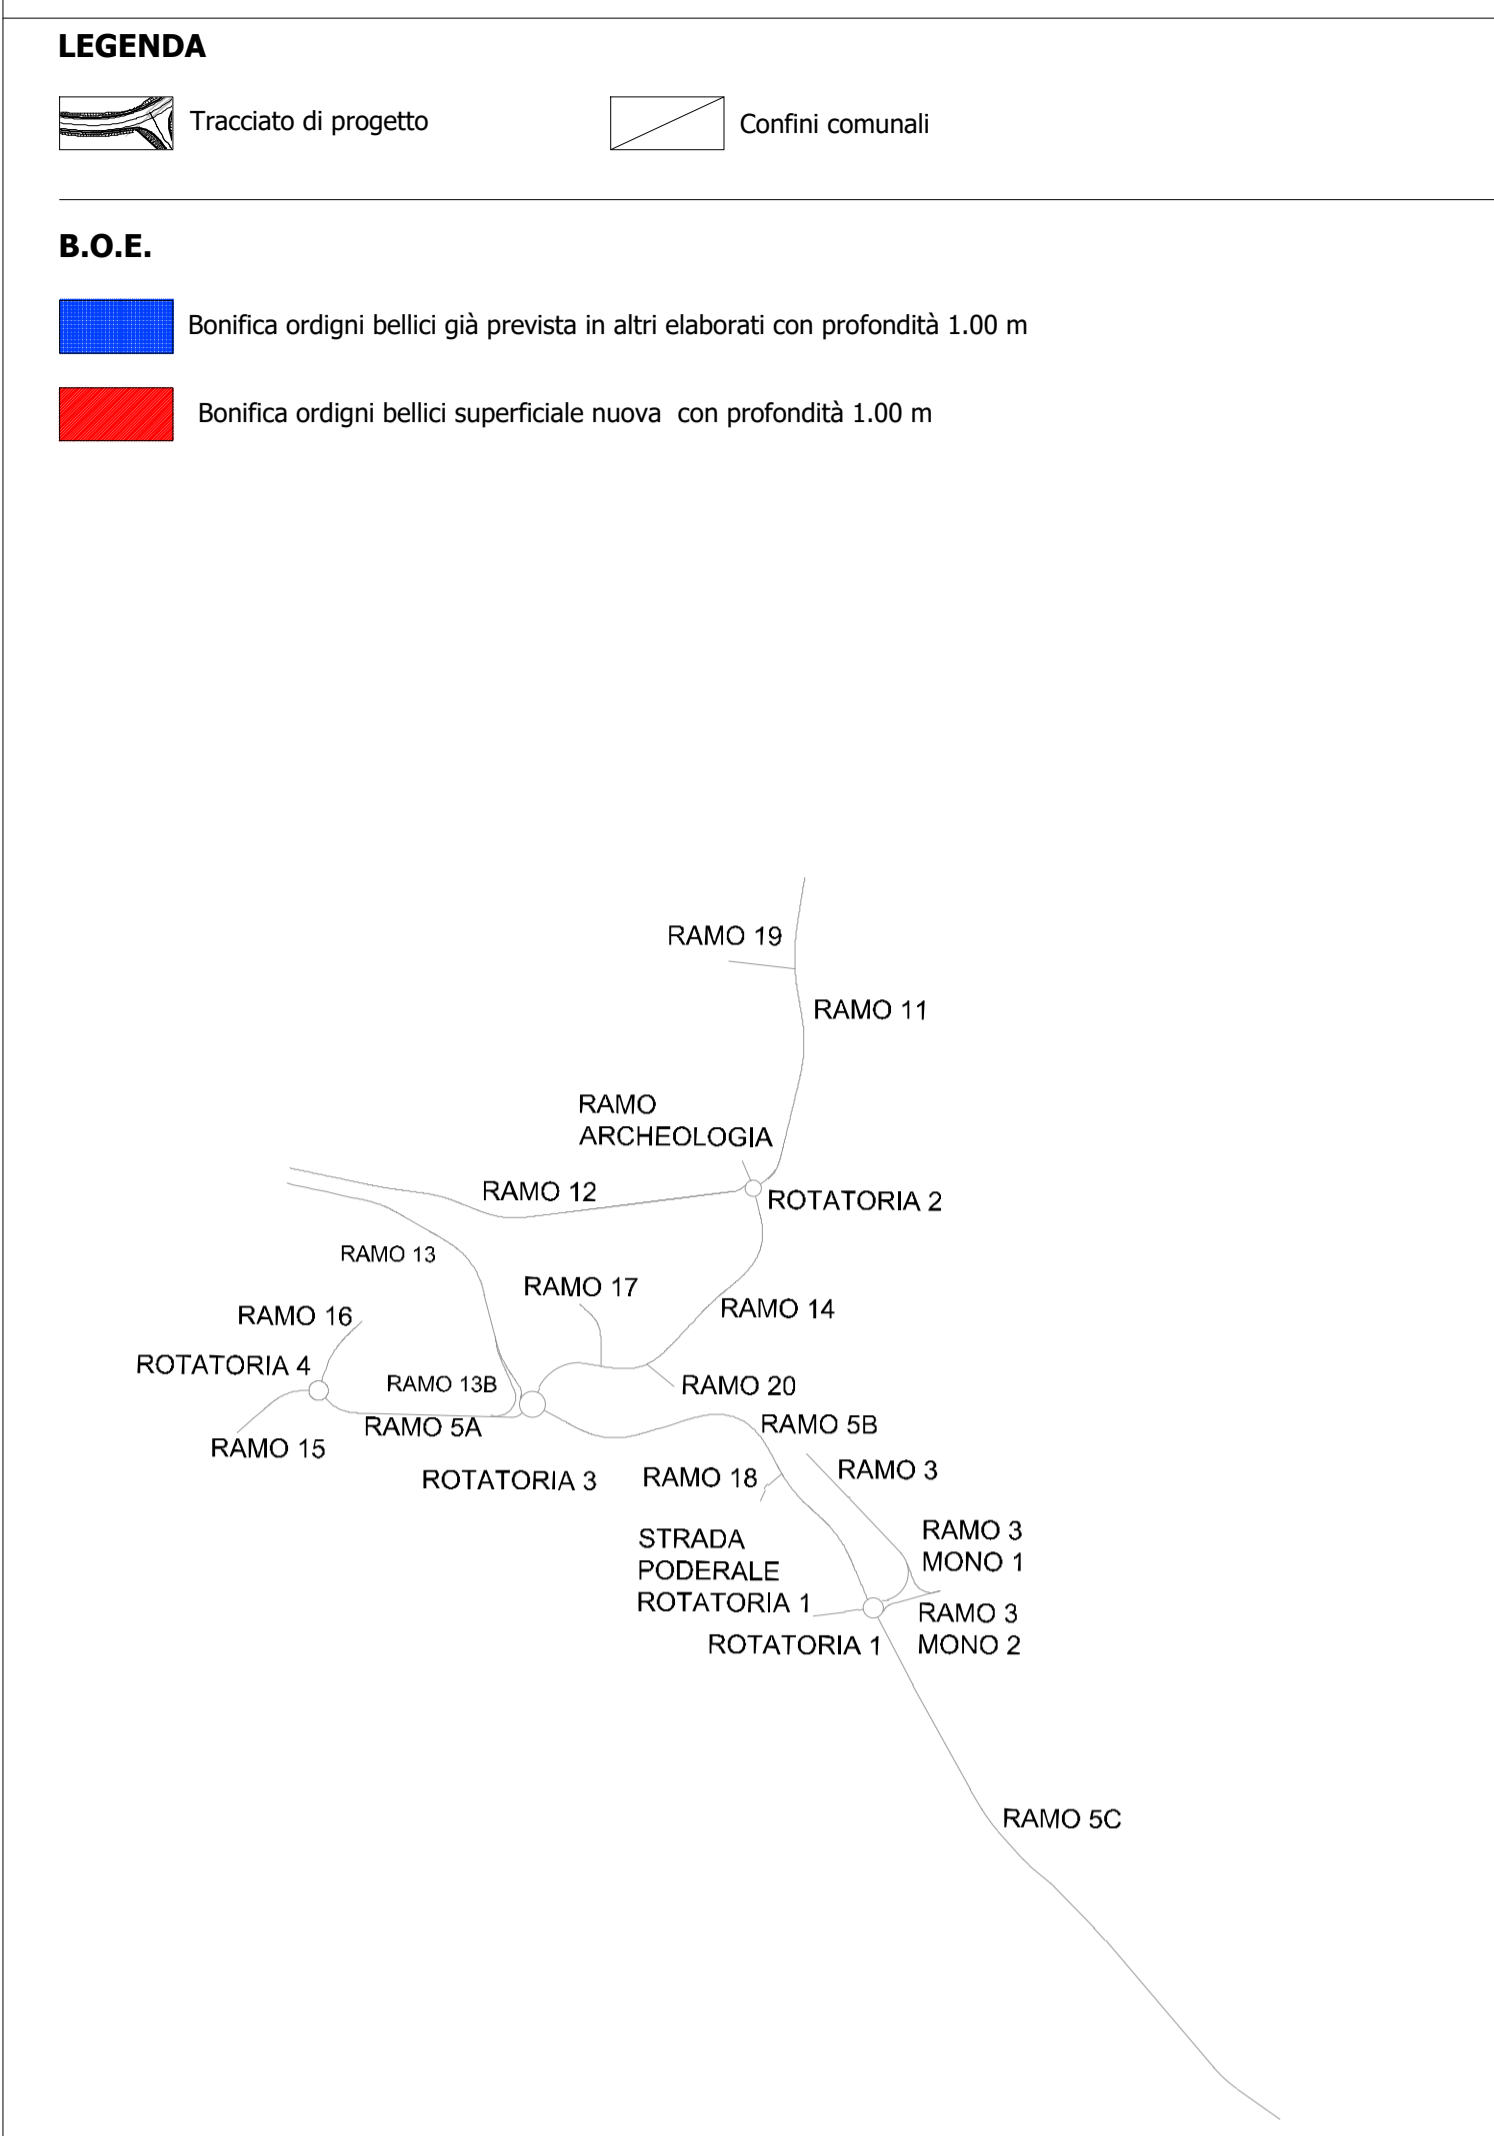 LEGENDA
Tracciato di progetto
Confini comunali
B.O.E.
Bonifica ordigni bellici già prevista in altri elaborati con profondità 1.00 m
Bonifica ordigni bellici superficiale nuova con profondità 1.00 m
RAMO 19
RAMO 11
RAMO
ARCHEOLOGIA
RAMO 12
ROTATORIA 2
RAMO 13
RAMO 17
RAMO 14
RAMO 16
ROTATORIA 4
RAMO 13B
RAMO 20
RAMO 5A
RAMO 5B
RAMO 15
ROTATORIA 3
RAMO 18
RAMO 3
STRADA
PODERALE
ROTATORIA 1
RAMO 3
MONO 1
ROTATORIA 1
RAMO 3
MONO 2
RAMO 5C